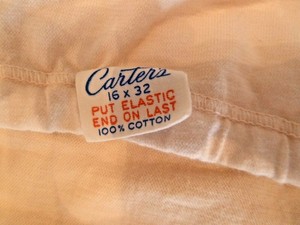 Carter's
16 X 32
PUT ELASTIC
END ON LAST
100% COTTON